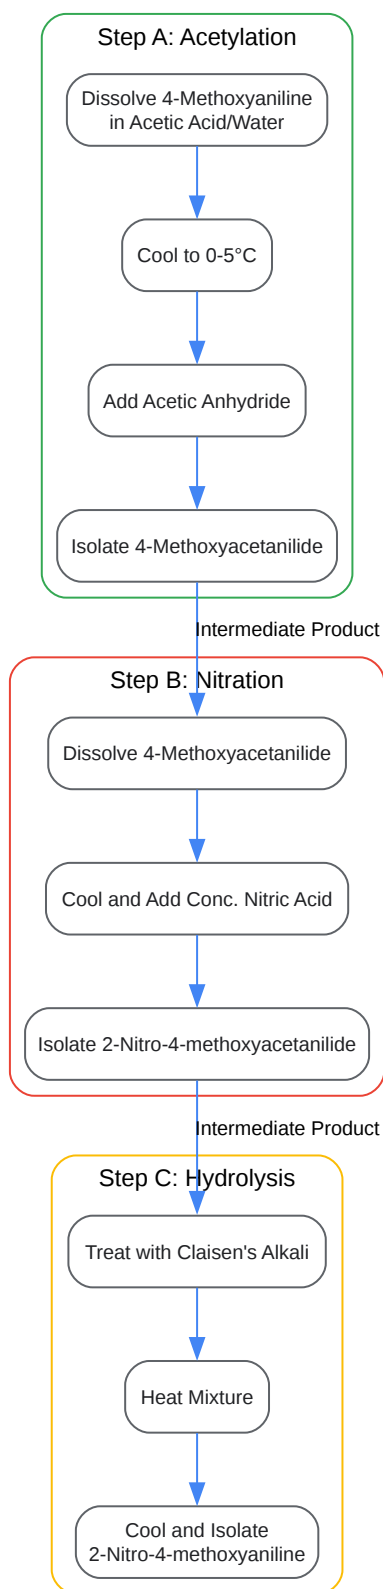 Step A: Acetylation
Dissolve 4-Methoxyaniline
in Acetic Acid/Water
Cool to 0-5°C
Add Acetic Anhydride
Isolate 4-Methoxyacetanilide
Intermediate Product
Step B: Nitration
Dissolve 4-Methoxyacetanilide
Cool and Add Conc. Nitric Acid
Isolate 2-Nitro-4-methoxyacetanilide
Intermediate Product
Step C: Hydrolysis
Treat with Claisen's Alkali
Heat Mixture
Cool and Isolate
2-Nitro-4-methoxyaniline